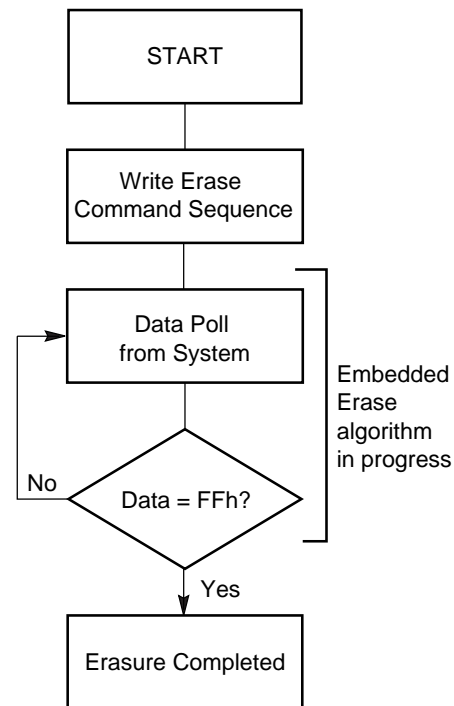 START
Write Erase
Command Sequence
Data Poll
from System
Embedded
Erase
algorithm
in progress
No
Data = FFh?
Yes
Erasure Completed